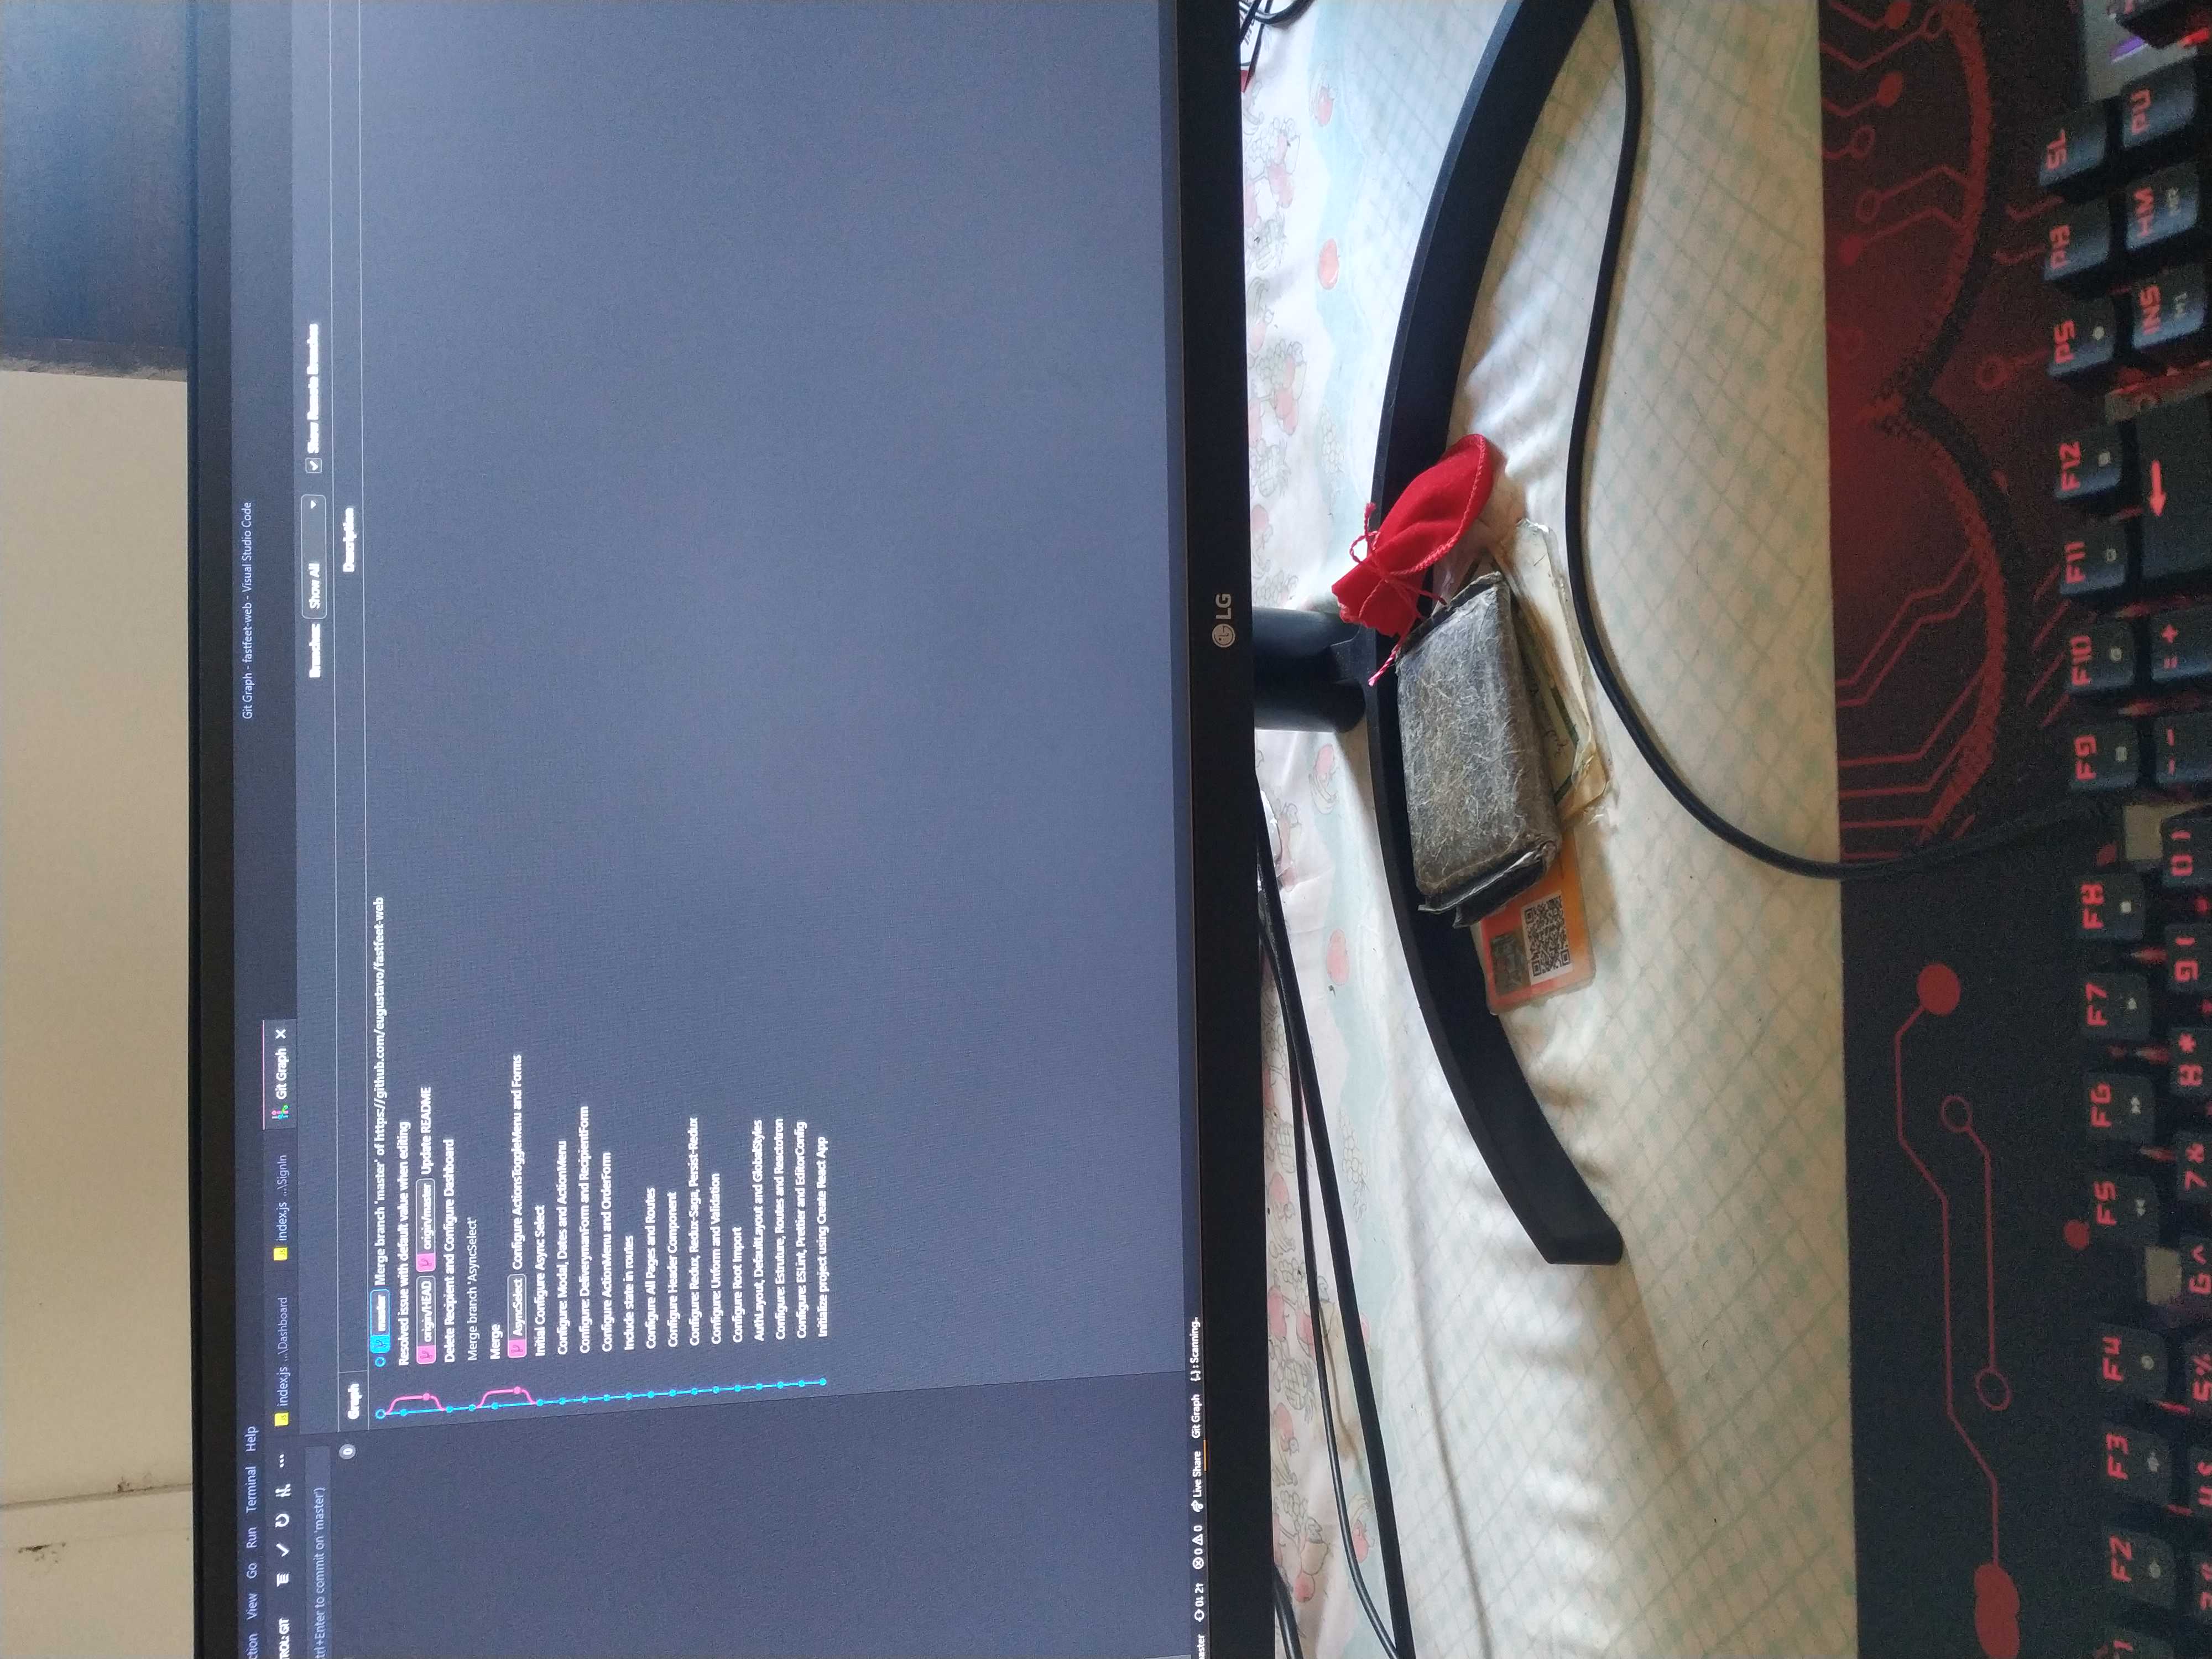 View Go Run Terminal Help
Git Graph - fastfeet-web - Visual Studio Code
index.js ...\Dashboard
index.js ...\SignIn
Git Graph
trl+Enter to commit on 'master')
Branches: Show All
Show Remote Branches
0
Graph
Description
master Merge branch 'master' of https://github.com/eugustavo/fastfeet-web
Resolved issue with default value when editing
origin/HEAD origin/master Update README
Delete Recipient and Configure Dashboard
Merge branch 'AsyncSelect'
Merge
AsyncSelect Configure ActionsToggleMenu and Forms
Initial Configure Async Select
Configure: Modal, Dates and ActionMenu
Configure: DeliverymanForm and RecipientForm
Configure ActionMenu and OrderForm
Include state in routes
Configure All Pages and Routes
Configure Header Component
Configure: Redux, Redux-Saga, Persist-Redux
Configure: Unform and Validation
Configure Root Import
AuthLayout, DefaultLayout and GlobalStyles
Configure: Estruture, Routes and Reactotron
Configure: ESLint, Prettier and EditorConfig
Initialize project using Create React App
0↓ 2↑ 0 0 Live Share Git Graph {..} : Scanning..
LG
F2 F3 F4 F5 F6 F7 F8 F9 F10 F11 F12 PS PB SL
5% 6^ 7& 8* 9( 0) -- =+ INS HM PU
M1 MR